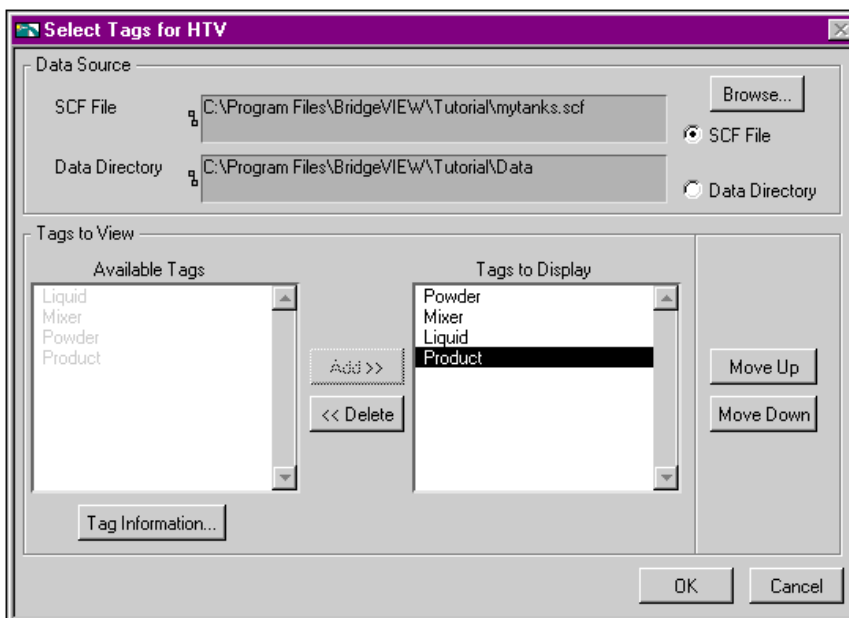 Select Tags for HTV
Data Source
SCF File
C:\Program Files\BridgeVIEW\Tutorial\mytanks.scf
Browse...
SCF File
Data Directory
C:\Program Files\BridgeVIEW\Tutorial\Data
Data Directory
Tags to View
Available Tags
Liquid
Mixer
Powder
Product
Add >>
<< Delete
Tags to Display
Powder
Mixer
Liquid
Product
Move Up
Move Down
Tag Information...
OK
Cancel